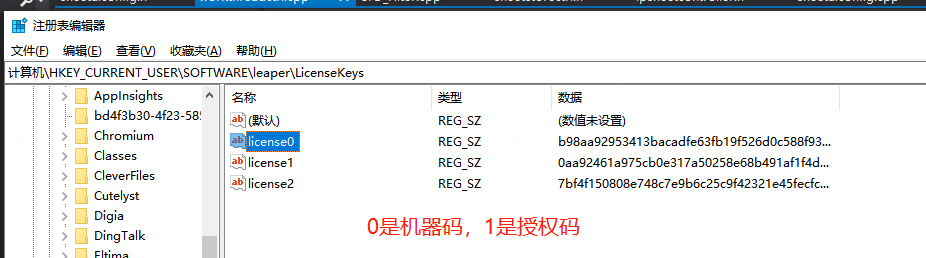 注册表编辑器
文件(F) 编辑(E) 查看(V) 收藏夹(A) 帮助(H)
计算机\HKEY_CURRENT_USER\SOFTWARE\leaper\LicenseKeys
AppInsights
bd4f3b30-4f23-585
Chromium
Classes
CleverFiles
Cutelyst
Digia
DingTalk
名称 类型 数据
(默认) REG_SZ (数值未设置)
license0 REG_SZ b98aa92953413bacadfe63fb19f526d0c588f93...
license1 REG_SZ 0aa92461a975cb0e317a50258e68b491af1f4d...
license2 REG_SZ 7bf4f150808e748c7e9b6c25c9f42321e45fecfc...
0是机器码，1是授权码